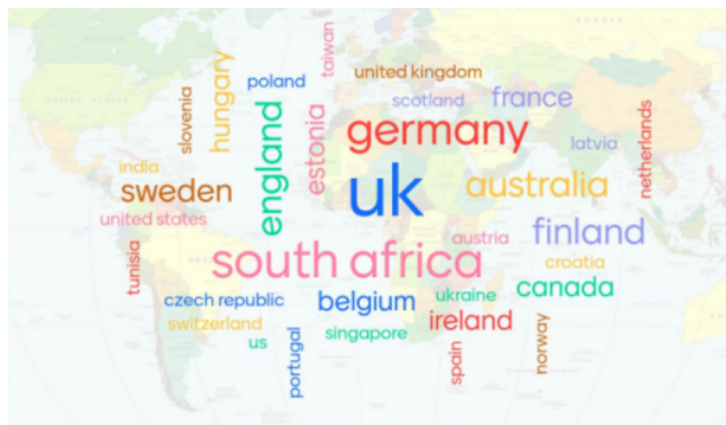 taiwan
hungary
poland
united kingdom
slovenia
scotland
france
england
estonia
germany
netherlands
latvia
india
sweden
uk
australia
united states
finland
austria
tunisia
south africa
croatia
canada
czech republic
belgium
ukraine
switzerland
ireland
us
singapore
norway
portugal
spain